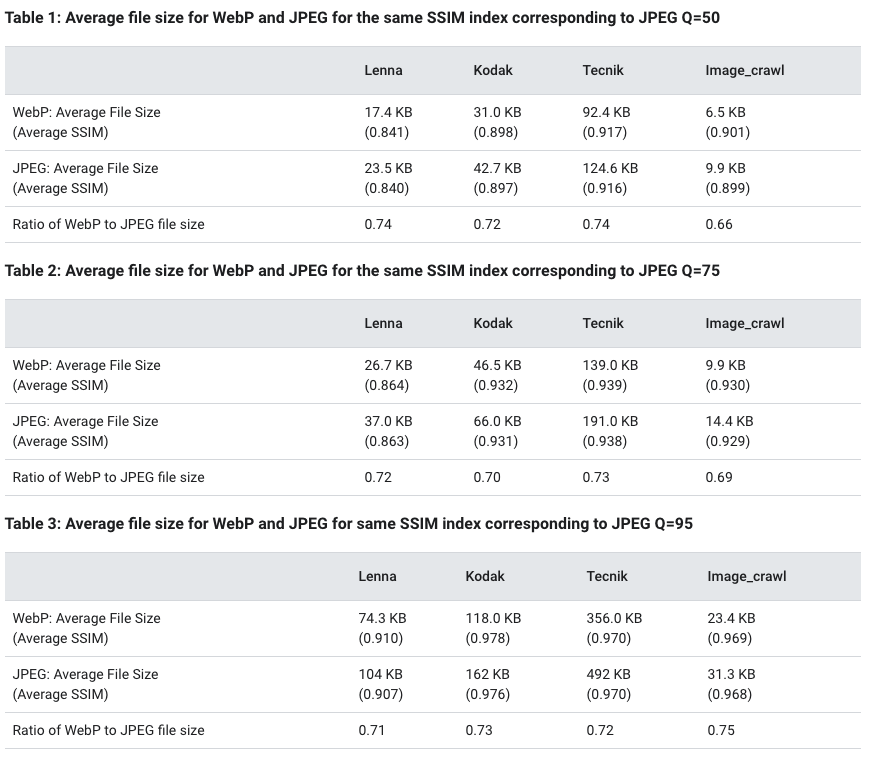 Table 1: Average file size for WebP and JPEG for the same SSIM index corresponding to JPEG Q=50
Lenna Kodak Tecnik Image_crawl
WebP: Average File Size 17.4 KB 31.0 KB 92.4 KB 6.5 KB
(Average SSIM) (0.841) (0.898) (0.917) (0.901)
JPEG: Average File Size 23.5 KB 42.7 KB 124.6 KB 9.9 KB
(Average SSIM) (0.840) (0.897) (0.916) (0.899)
Ratio of WebP to JPEG file size 0.74 0.72 0.74 0.66
Table 2: Average file size for WebP and JPEG for the same SSIM index corresponding to JPEG Q=75
Lenna Kodak Tecnik Image_crawl
WebP: Average File Size 26.7 KB 46.5 KB 139.0 KB 9.9 KB
(Average SSIM) (0.864) (0.932) (0.939) (0.930)
JPEG: Average File Size 37.0 KB 66.0 KB 191.0 KB 14.4 KB
(Average SSIM) (0.863) (0.931) (0.938) (0.929)
Ratio of WebP to JPEG file size 0.72 0.70 0.73 0.69
Table 3: Average file size for WebP and JPEG for same SSIM index corresponding to JPEG Q=95
Lenna Kodak Tecnik Image_crawl
WebP: Average File Size 74.3 KB 118.0 KB 356.0 KB 23.4 KB
(Average SSIM) (0.910) (0.978) (0.970) (0.969)
JPEG: Average File Size 104 KB 162 KB 492 KB 31.3 KB
(Average SSIM) (0.907) (0.976) (0.970) (0.968)
Ratio of WebP to JPEG file size 0.71 0.73 0.72 0.75